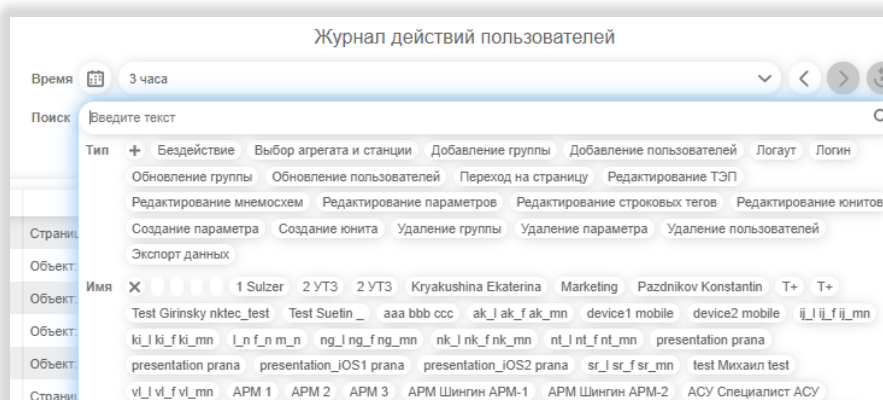 Журнал действий пользователей
Время 3 часа
Поиск Введите текст
Тип + Бездействие Выбор агрегата и станции Добавление группы Добавление пользователей Логаут Логин
Обновление группы Обновление пользователей Переход на страницу Редактирование ТЭП
Редактирование мнемосхем Редактирование параметров Редактирование строковых тегов Редактирование юнитов
Страниц Создание параметра Создание юнита Удаление группы Удаление параметра Удаление пользователей
Экспорт данных
Объект:
Имя × 1 Sulzer 2 УТЗ 2 УТЗ Kryakushina Ekaterina Marketing Pazdnikov Konstantin T+ T+
Объект:
Test Girinsky nktec_test Test Suetin _ aaa bbb ccc ak_l ak_f ak_mn device1 mobile device2 mobile ij_l ij_f ij_mn
Объект:
ki_l ki_f ki_mn l_n f_n m_n ng_l ng_f ng_mn nk_l nk_f nk_mn nt_l nt_f nt_mn presentation prana
Объект:
presentation prana presentation_iOS1 prana presentation_iOS2 prana sr_l sr_f sr_mn test Михаил test
Страниц vl_l vl_f vl_mn АРМ 1 АРМ 2 АРМ 3 АРМ Шингин АРМ-1 АРМ Шингин АРМ-2 АСУ Специалист АСУ